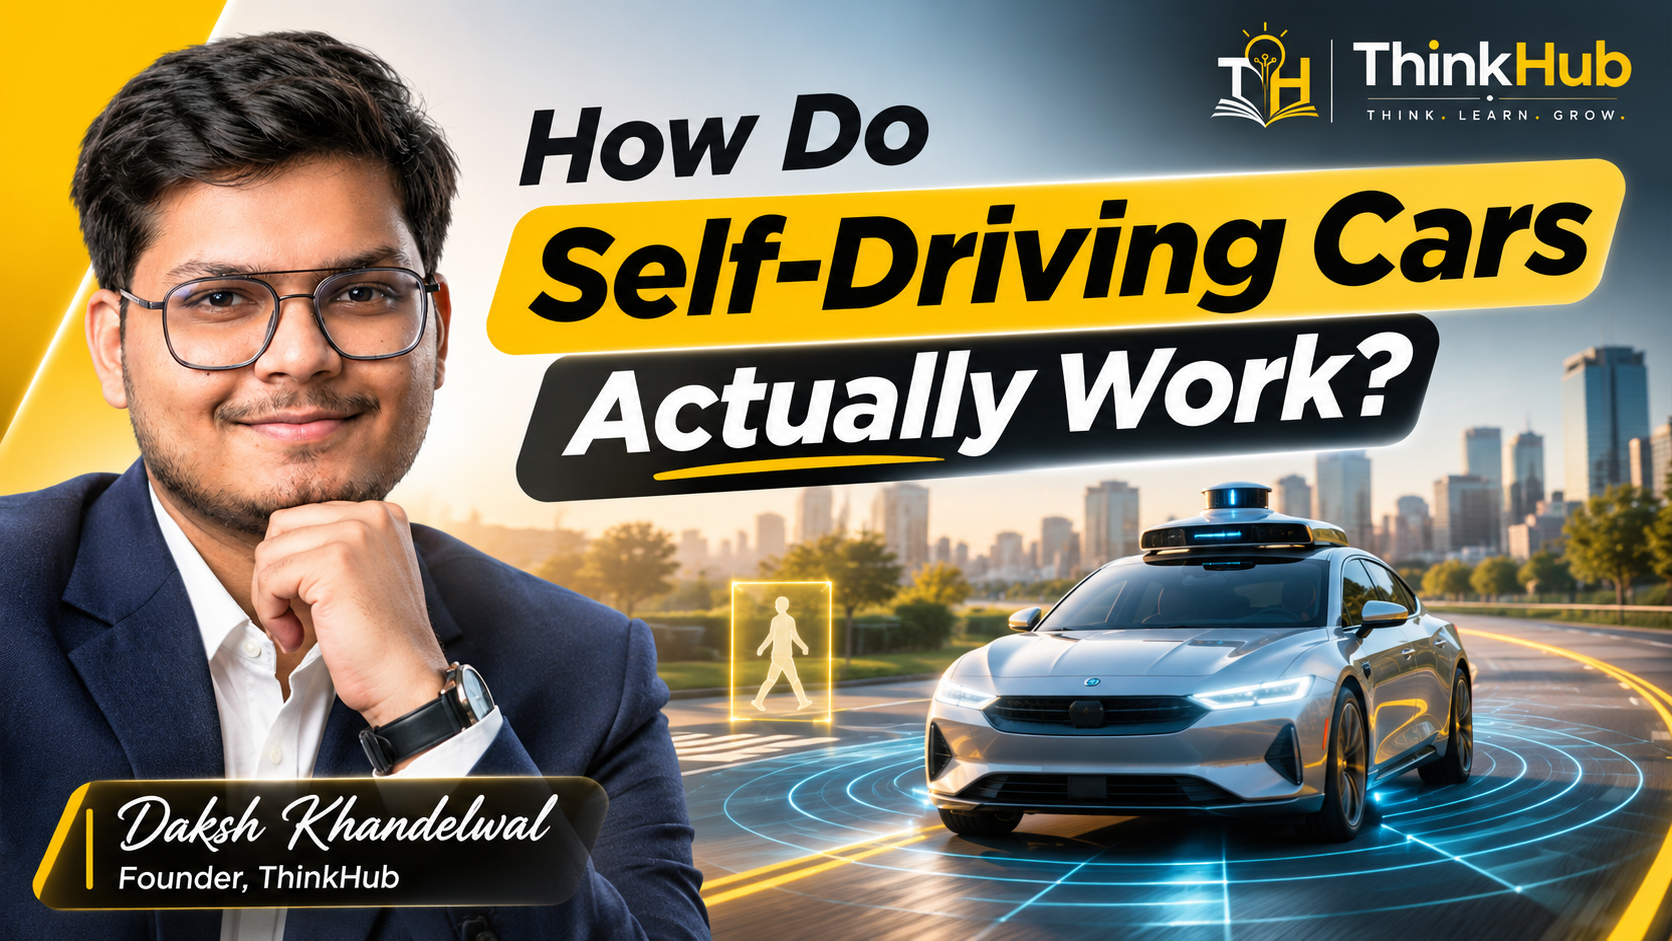 How Do
Self-Driving Cars
Actually Work?
TH
ThinkHub
THINK. LEARN. GROW.
Daksh Khandelwal
Founder, ThinkHub